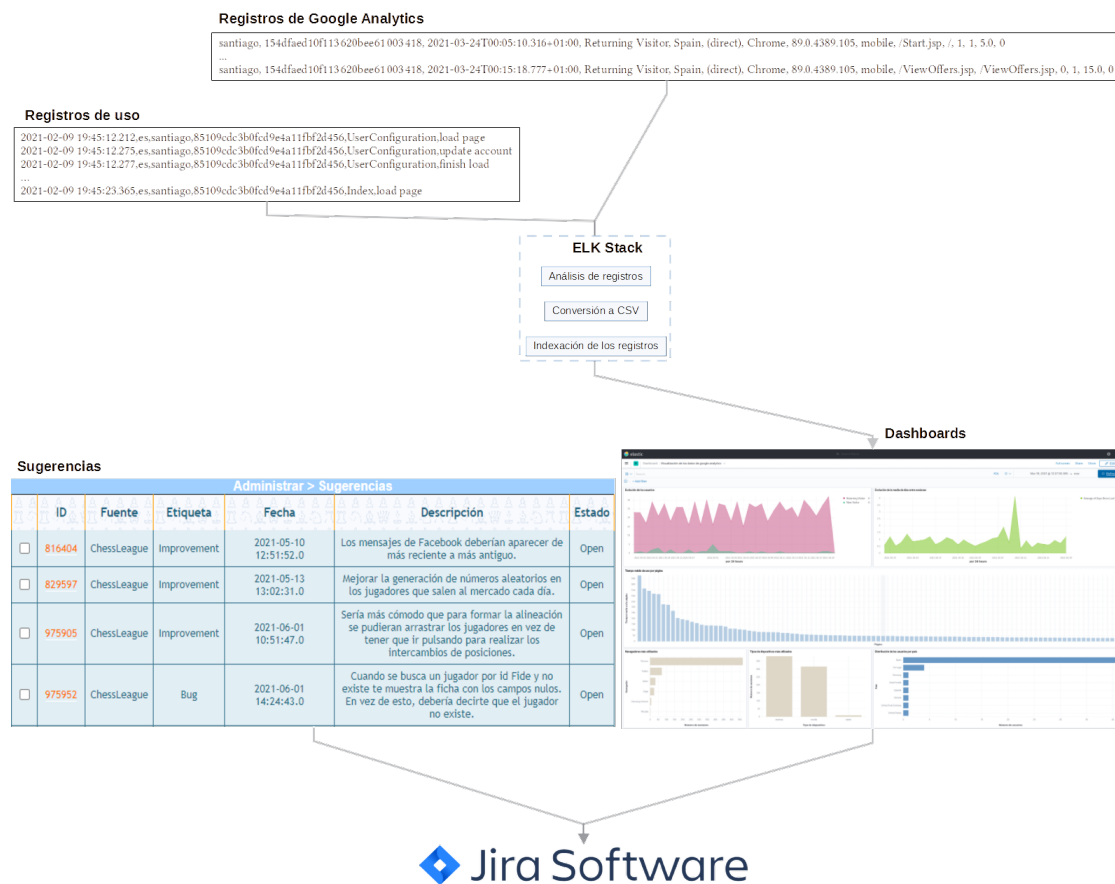 Registros de Google Analytics
santiago, 154dfaed10f113620bee61003418, 2021-03-24T00:05:10.316+01:00, Returning Visitor, Spain, (direct), Chrome, 89.0.4389.105, mobile, /Start.jsp, /, 1, 1, 5.0, 0
...
santiago, 154dfaed10f113620bee61003418, 2021-03-24T00:15:18.777+01:00, Returning Visitor, Spain, (direct), Chrome, 89.0.4389.105, mobile, /ViewOffers.jsp, /ViewOffers.jsp, 0, 1, 15.0, 0
Registros de uso
2021-02-09 19:45:12.212,es,santiago,85109cdc3b0fcd9e4a11fbf2d456,UserConfiguration,load page
2021-02-09 19:45:12.275,es,santiago,85109cdc3b0fcd9e4a11fbf2d456,UserConfiguration,update account
2021-02-09 19:45:12.277,es,santiago,85109cdc3b0fcd9e4a11fbf2d456,UserConfiguration,finish load
...
2021-02-09 19:45:23.365,es,santiago,85109cdc3b0fcd9e4a11fbf2d456,Index,load page
ELK Stack
Análisis de registros
Conversión a CSV
Indexación de los registros
Dashboards
Sugerencias
Administrar > Sugerencias
ID Fuente Etiqueta Fecha Descripción Estado
816404 ChessLeague Improvement 2021-05-10 12:51:52.0 Los mensajes de Facebook deberían aparecer de más reciente a más antiguo. Open
829597 ChessLeague Improvement 2021-05-13 13:02:31.0 Mejorar la generación de números aleatorios en los jugadores que salen al mercado cada día. Open
975905 ChessLeague Improvement 2021-06-01 10:51:47.0 Sería más cómodo que para formar la alineación se pudieran arrastrar los jugadores en vez de tener que ir pulsando para realizar los intercambios de posiciones. Open
975952 ChessLeague Bug 2021-06-01 14:24:43.0 Cuando se busca un jugador por id Fide y no existe te muestra la ficha con los campos nulos. En vez de esto, debería decirte que el jugador no existe. Open
Jira Software